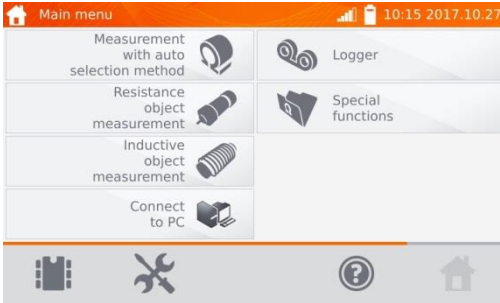 Main menu
10:15 2017.10.27
Measurement
with auto
selection method
Logger
Resistance
object
measurement
Special
functions
Inductive
object
measurement
Connect
to PC